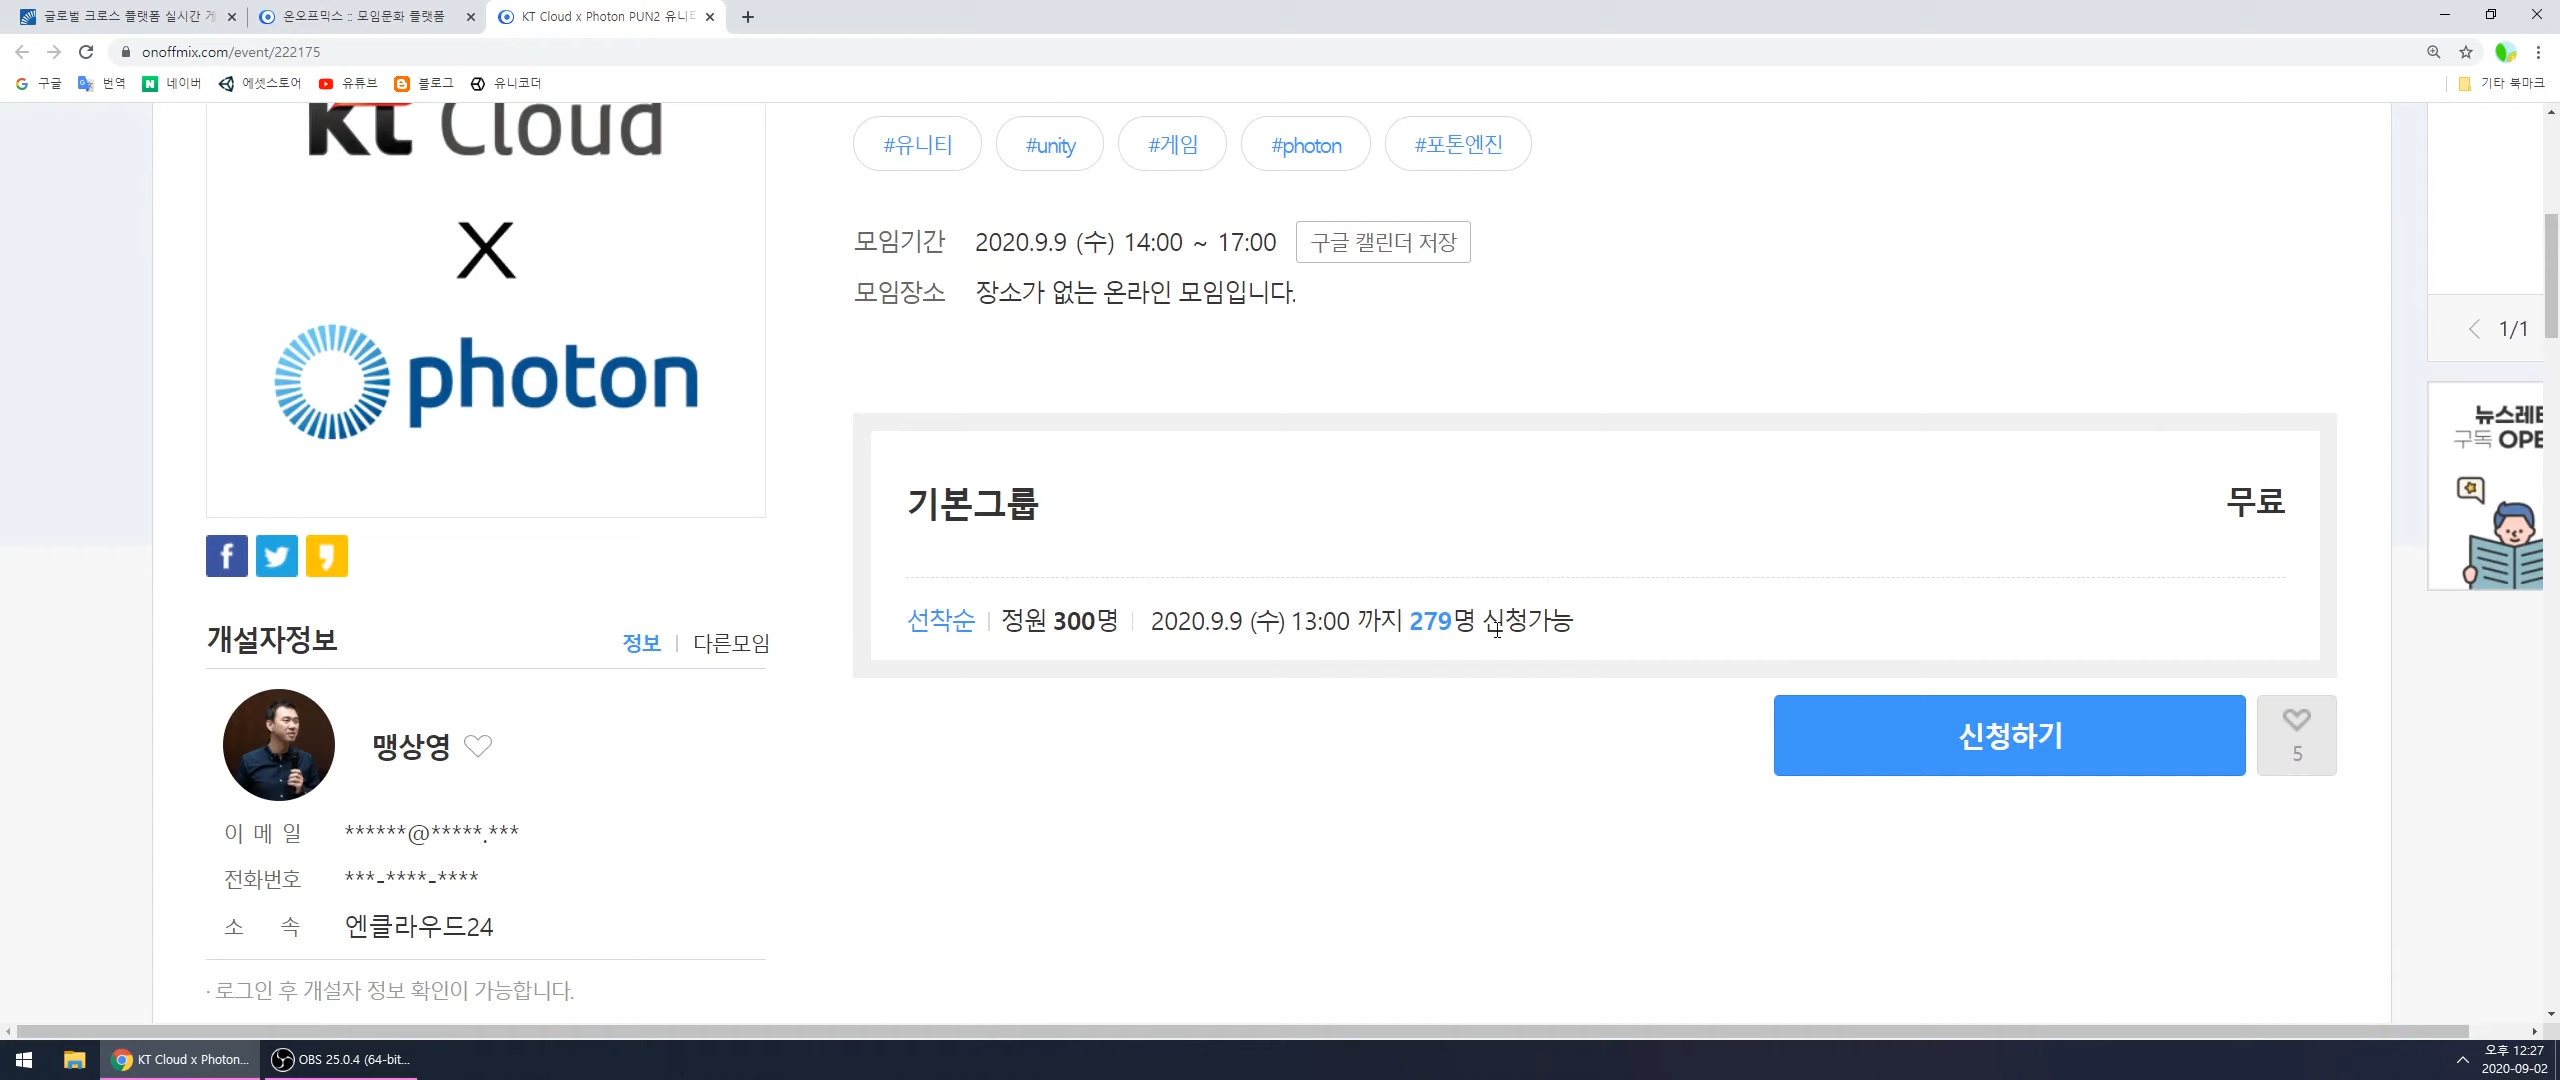 글로벌 크로스 플랫폼 실시간 게
온오프믹스 :: 모임문화 플랫폼
KT Cloud x Photon PUN2 유니티
onoffmix.com/event/222175
구글
번역
네이버
에셋스토어
유튜브
블로그
유니코더
기타 북마크
kt Cloud
X
photon
#유니티
#unity
#게임
#photon
#포톤엔진
모임기간 2020.9.9 (수) 14:00 ~ 17:00 구글 캘린더 저장
모임장소 장소가 없는 온라인 모임입니다.
1/1
구독 OPE
기본그룹 무료
선착순 정원 300명 2020.9.9 (수) 13:00 까지 279명 신청가능
신청하기
5
개설자정보 정보 다른모임
맹상영
이 메 일 ******@*****.***
전화번호 ***-****-****
소 속 엔클라우드24
· 로그인 후 개설자 정보 확인이 가능합니다.
KT Cloud x Photon...
OBS 25.0.4 (64-bit...
오후 12:27
2020-09-02